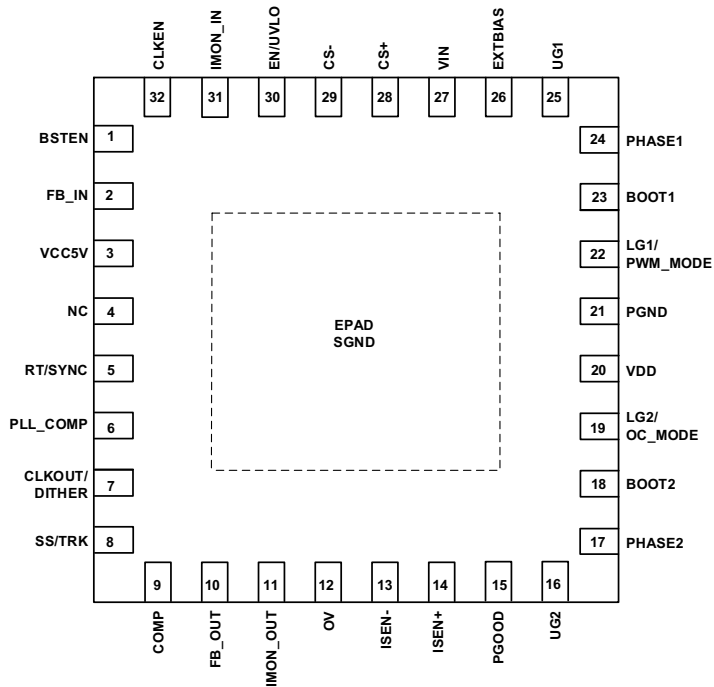 CLKEN
IMON_IN
EN/UVLO
CS-
CS+
VIN
EXTBIAS
UG1
32
31
30
29
28
27
26
25
BSTEN
1
FB_IN
2
VCC5V
3
NC
4
RT/SYNC
5
PLL_COMP
6
CLKOUT/
DITHER
7
SS/TRK
8
EPAD
SGND
24
PHASE1
23
BOOT1
22
LG1/
PWM_MODE
21
PGND
20
VDD
19
LG2/
OC_MODE
18
BOOT2
17
PHASE2
9
10
11
12
13
14
15
16
COMP
FB_OUT
IMON_OUT
OV
ISEN-
ISEN+
PGOOD
UG2